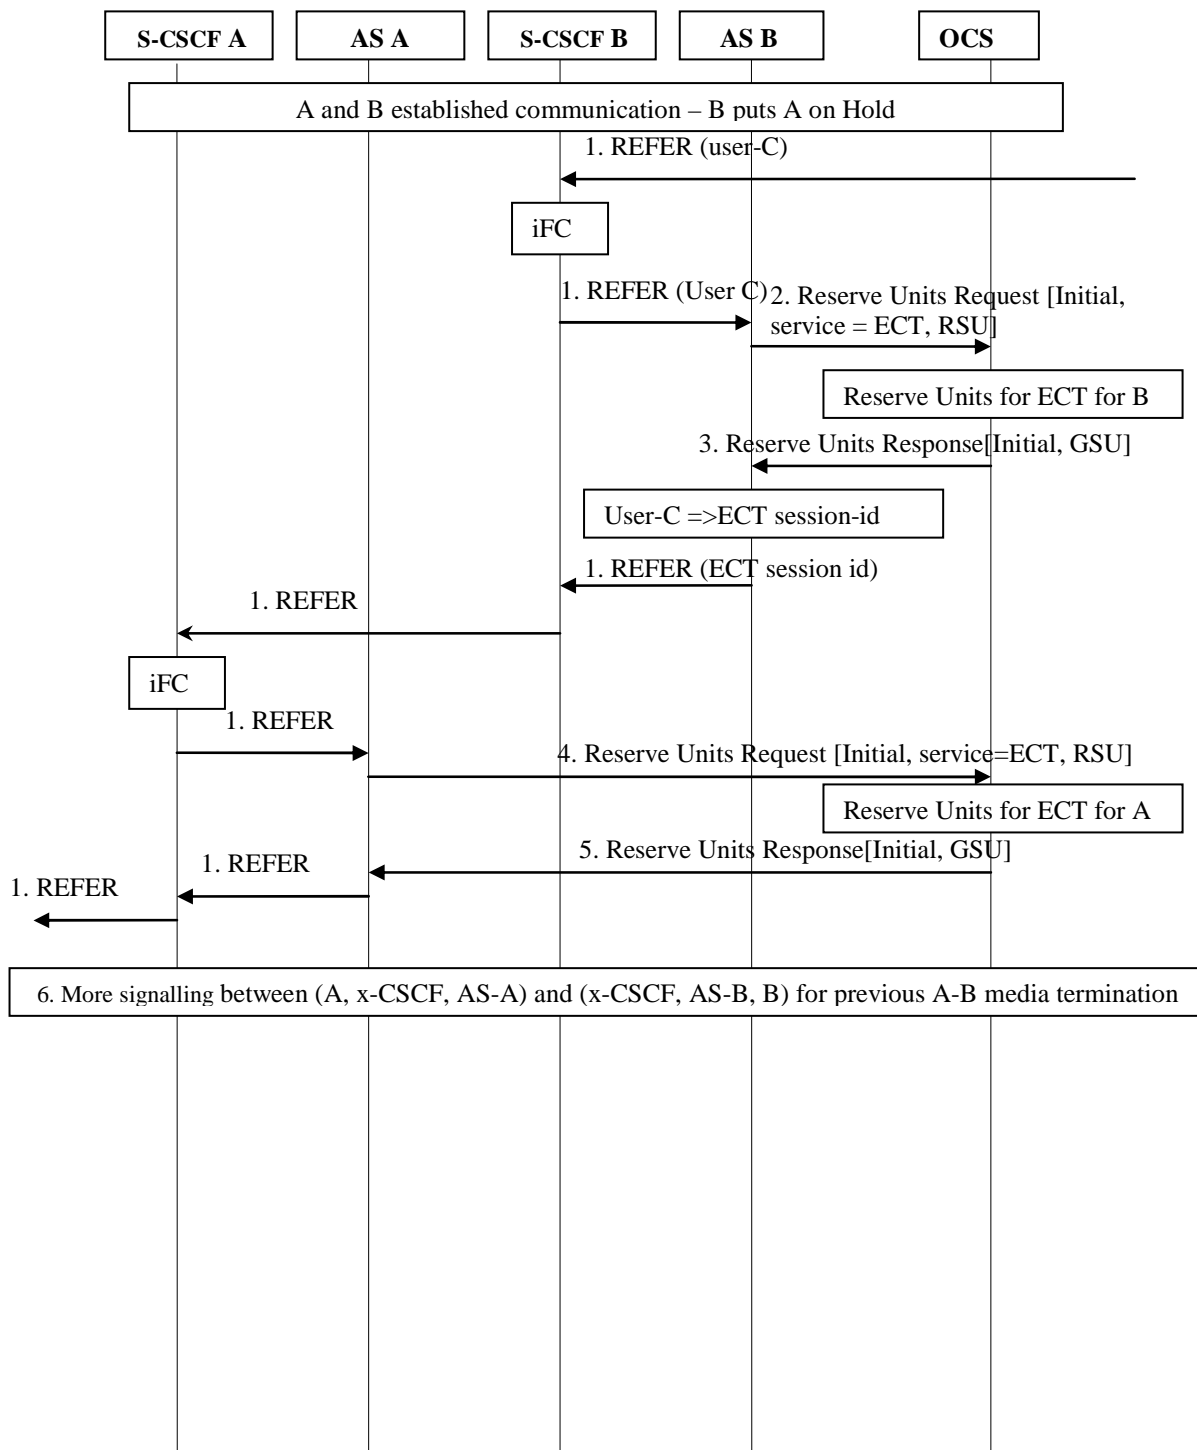 S-CSCF A
AS A
S-CSCF B
AS B
OCS
A and B established communication – B puts A on Hold
1. REFER (user-C)
iFC
1. REFER (User C)
2. Reserve Units Request [Initial,
service = ECT, RSU]
Reserve Units for ECT for B
3. Reserve Units Response[Initial, GSU]
User-C =>ECT session-id
1. REFER (ECT session id)
1. REFER
iFC
1. REFER
4. Reserve Units Request [Initial, service=ECT, RSU]
Reserve Units for ECT for A
5. Reserve Units Response[Initial, GSU]
1. REFER
1. REFER
6. More signalling between (A, x-CSCF, AS-A) and (x-CSCF, AS-B, B) for previous A-B media termination